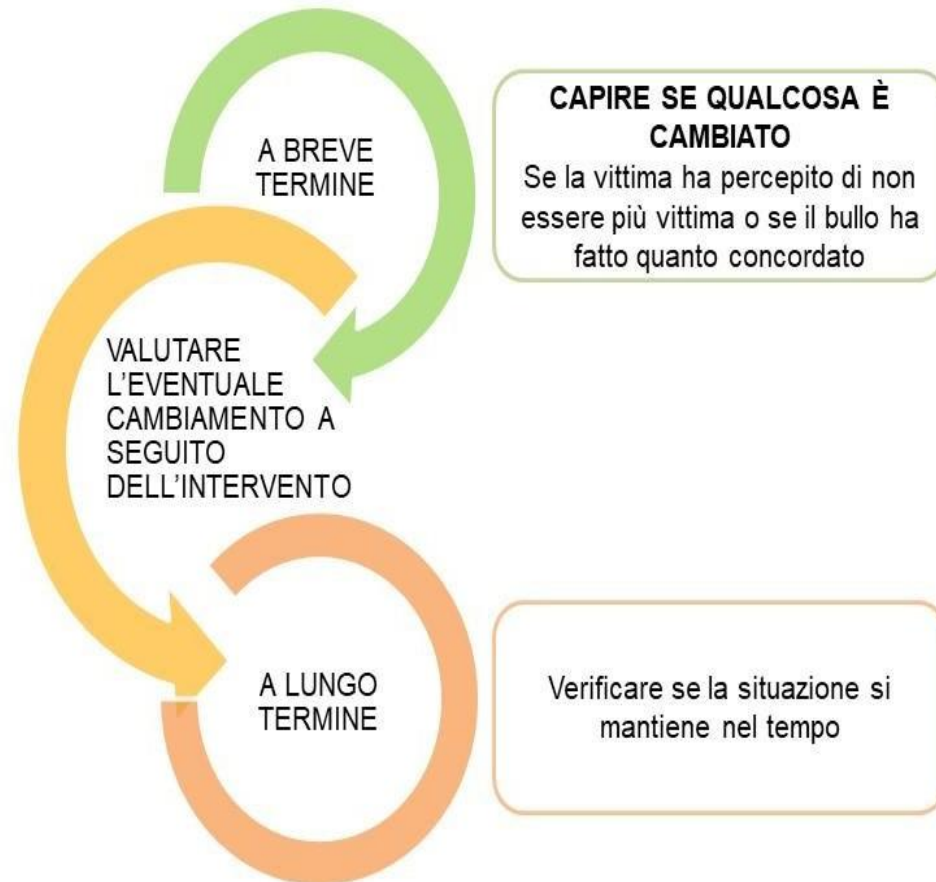 A BREVE
TERMINE
CAPIRE SE QUALCOSA È
CAMBIATO
Se la vittima ha percepito di non
essere più vittima o se il bullo ha
fatto quanto concordato
VALUTARE
L'EVENTUALE
CAMBIAMENTO A
SEGUITO
DELL'INTERVENTO
A LUNGO
TERMINE
Verificare se la situazione si
mantiene nel tempo